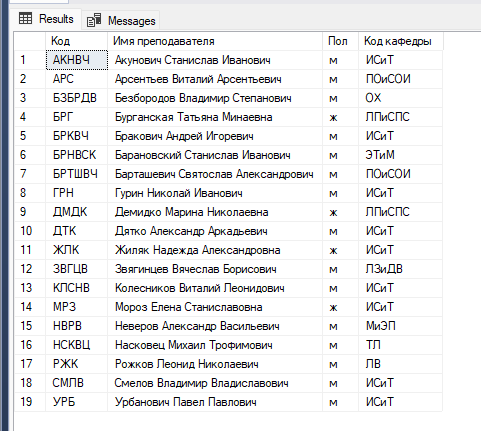 Results Messages
Код Имя преподавателя Пол Код кафедры
1 АКНВЧ Акунович Станислав Иванович м ИСиТ
2 АРС Арсентьев Виталий Арсентьевич м ПОиСОИ
3 БЗБРДВ Безбородов Владимир Степанович м ОХ
4 БРГ Бурганская Татьяна Минаевна ж ЛПиСПС
5 БРКВЧ Бракович Андрей Игоревич м ИСиТ
6 БРНВСК Барановский Станислав Иванович м ЭТиМ
7 БРТШВЧ Барташевич Святослав Александрович м ПОиСОИ
8 ГРН Гурин Николай Иванович м ИСиТ
9 ДМДК Демидко Марина Николаевна ж ЛПиСПС
10 ДТК Дятко Александр Аркадьевич м ИСиТ
11 ЖЛК Жиляк Надежда Александровна ж ИСиТ
12 ЗВГЦВ Звягинцев Вячеслав Борисович м ЛЗиДВ
13 КЛСНВ Колесников Виталий Леонидович м ИСиТ
14 МРЗ Мороз Елена Станиславовна ж ИСиТ
15 НВРВ Неверов Александр Васильевич м МиЭП
16 НСКВЦ Насковец Михаил Трофимович м ТЛ
17 РЖК Рожков Леонид Николаевич м ЛВ
18 СМЛВ Смелов Владимир Владиславович м ИСиТ
19 УРБ Урбанович Павел Павлович м ИСиТ